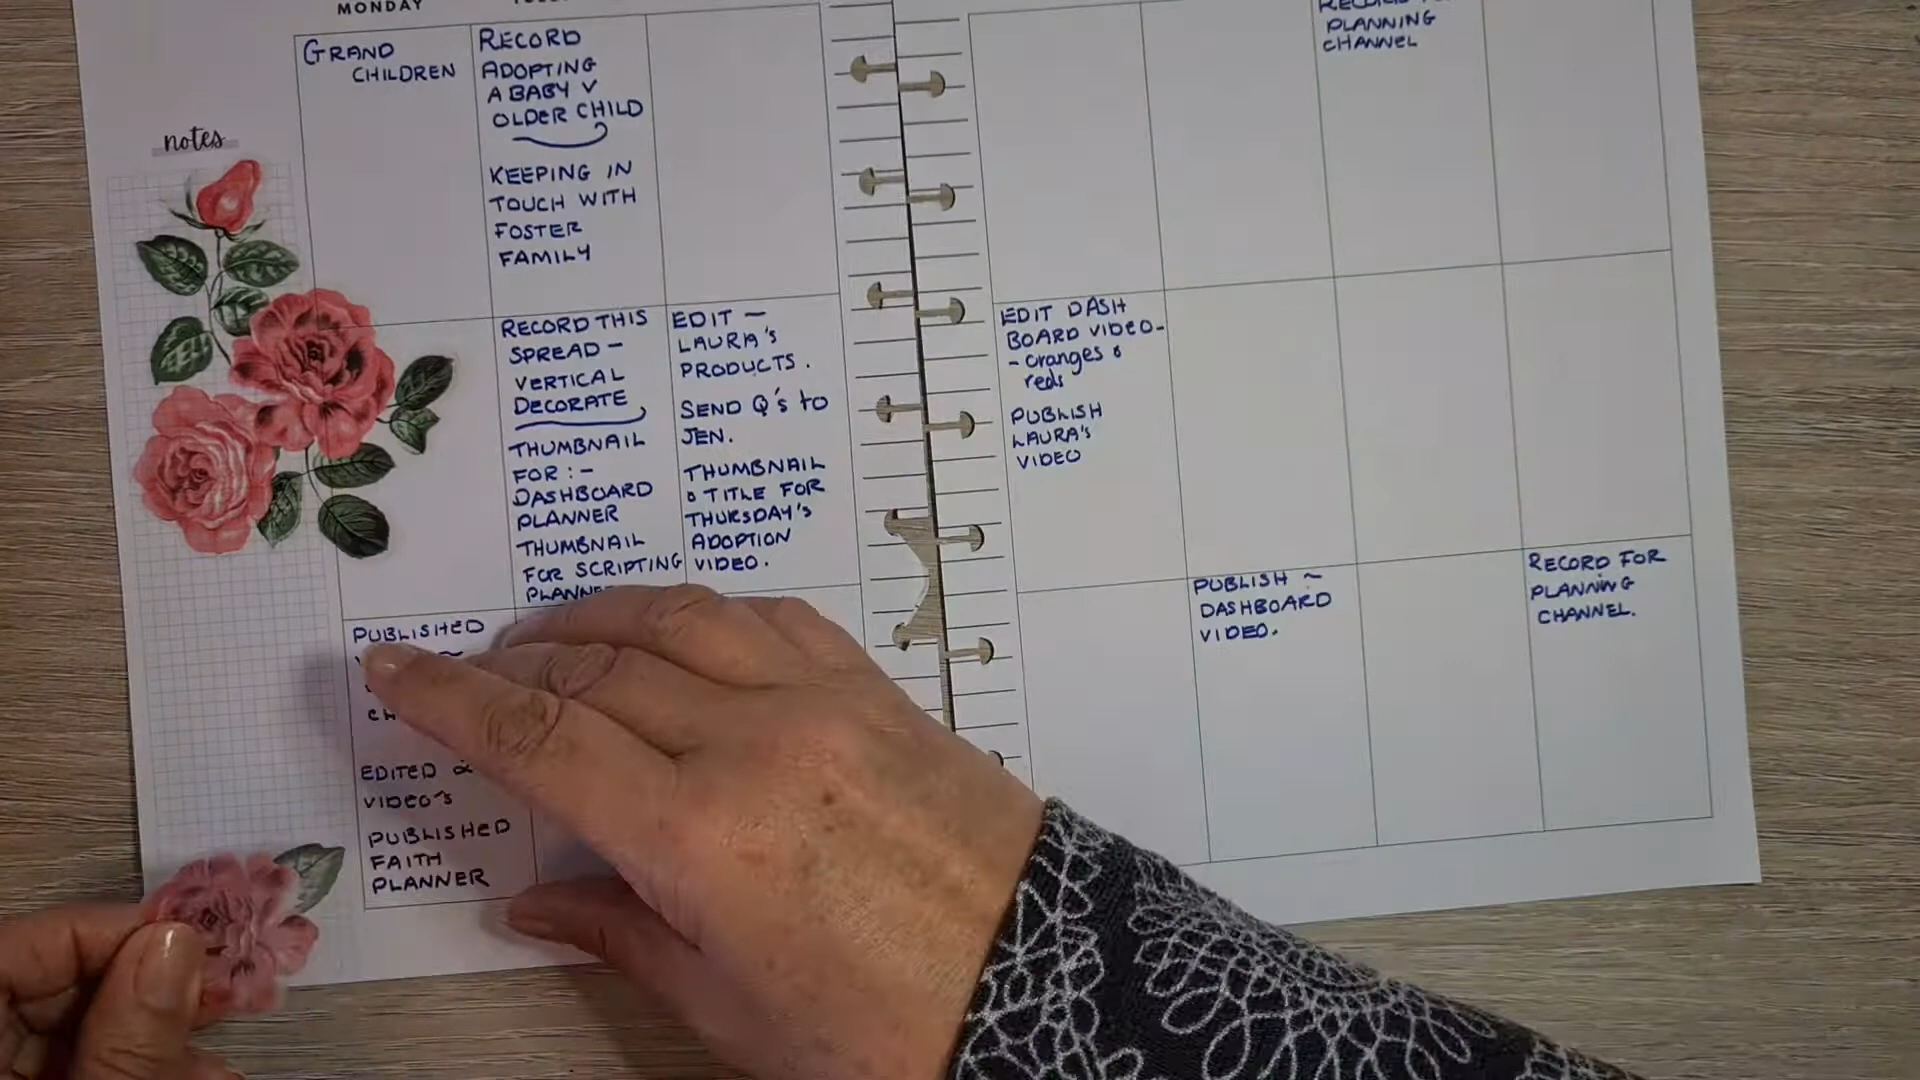 MONDAY
notes
GRAND
CHILDREN
RECORD
ADOPTING
A BABY V
OLDER CHILD
KEEPING IN
TOUCH WITH
FOSTER
FAMILY
RECORD THIS
SPREAD -
VERTICAL
DECORATE
THUMBNAIL
FOR :-
DASHBOARD
PLANNER
THUMBNAIL
FOR SCRIPTING
EDIT ~
LAURA'S
PRODUCTS.
SEND Q'S TO
JEN.
THUMBNAIL
& TITLE FOR
THURSDAY'S
ADOPTION
VIDEO.
PUBLISHED
EDITED 2
VIDEO'S
PUBLISHED
FAITH
PLANNER
PLANNING
CHANNEL
EDIT DASH
BOARD VIDEO-
- oranges &
reds
PUBLISH
LAURA'S
VIDEO
PUBLISH ~
DASHBOARD
VIDEO.
RECORD FOR
PLANNING
CHANNEL.